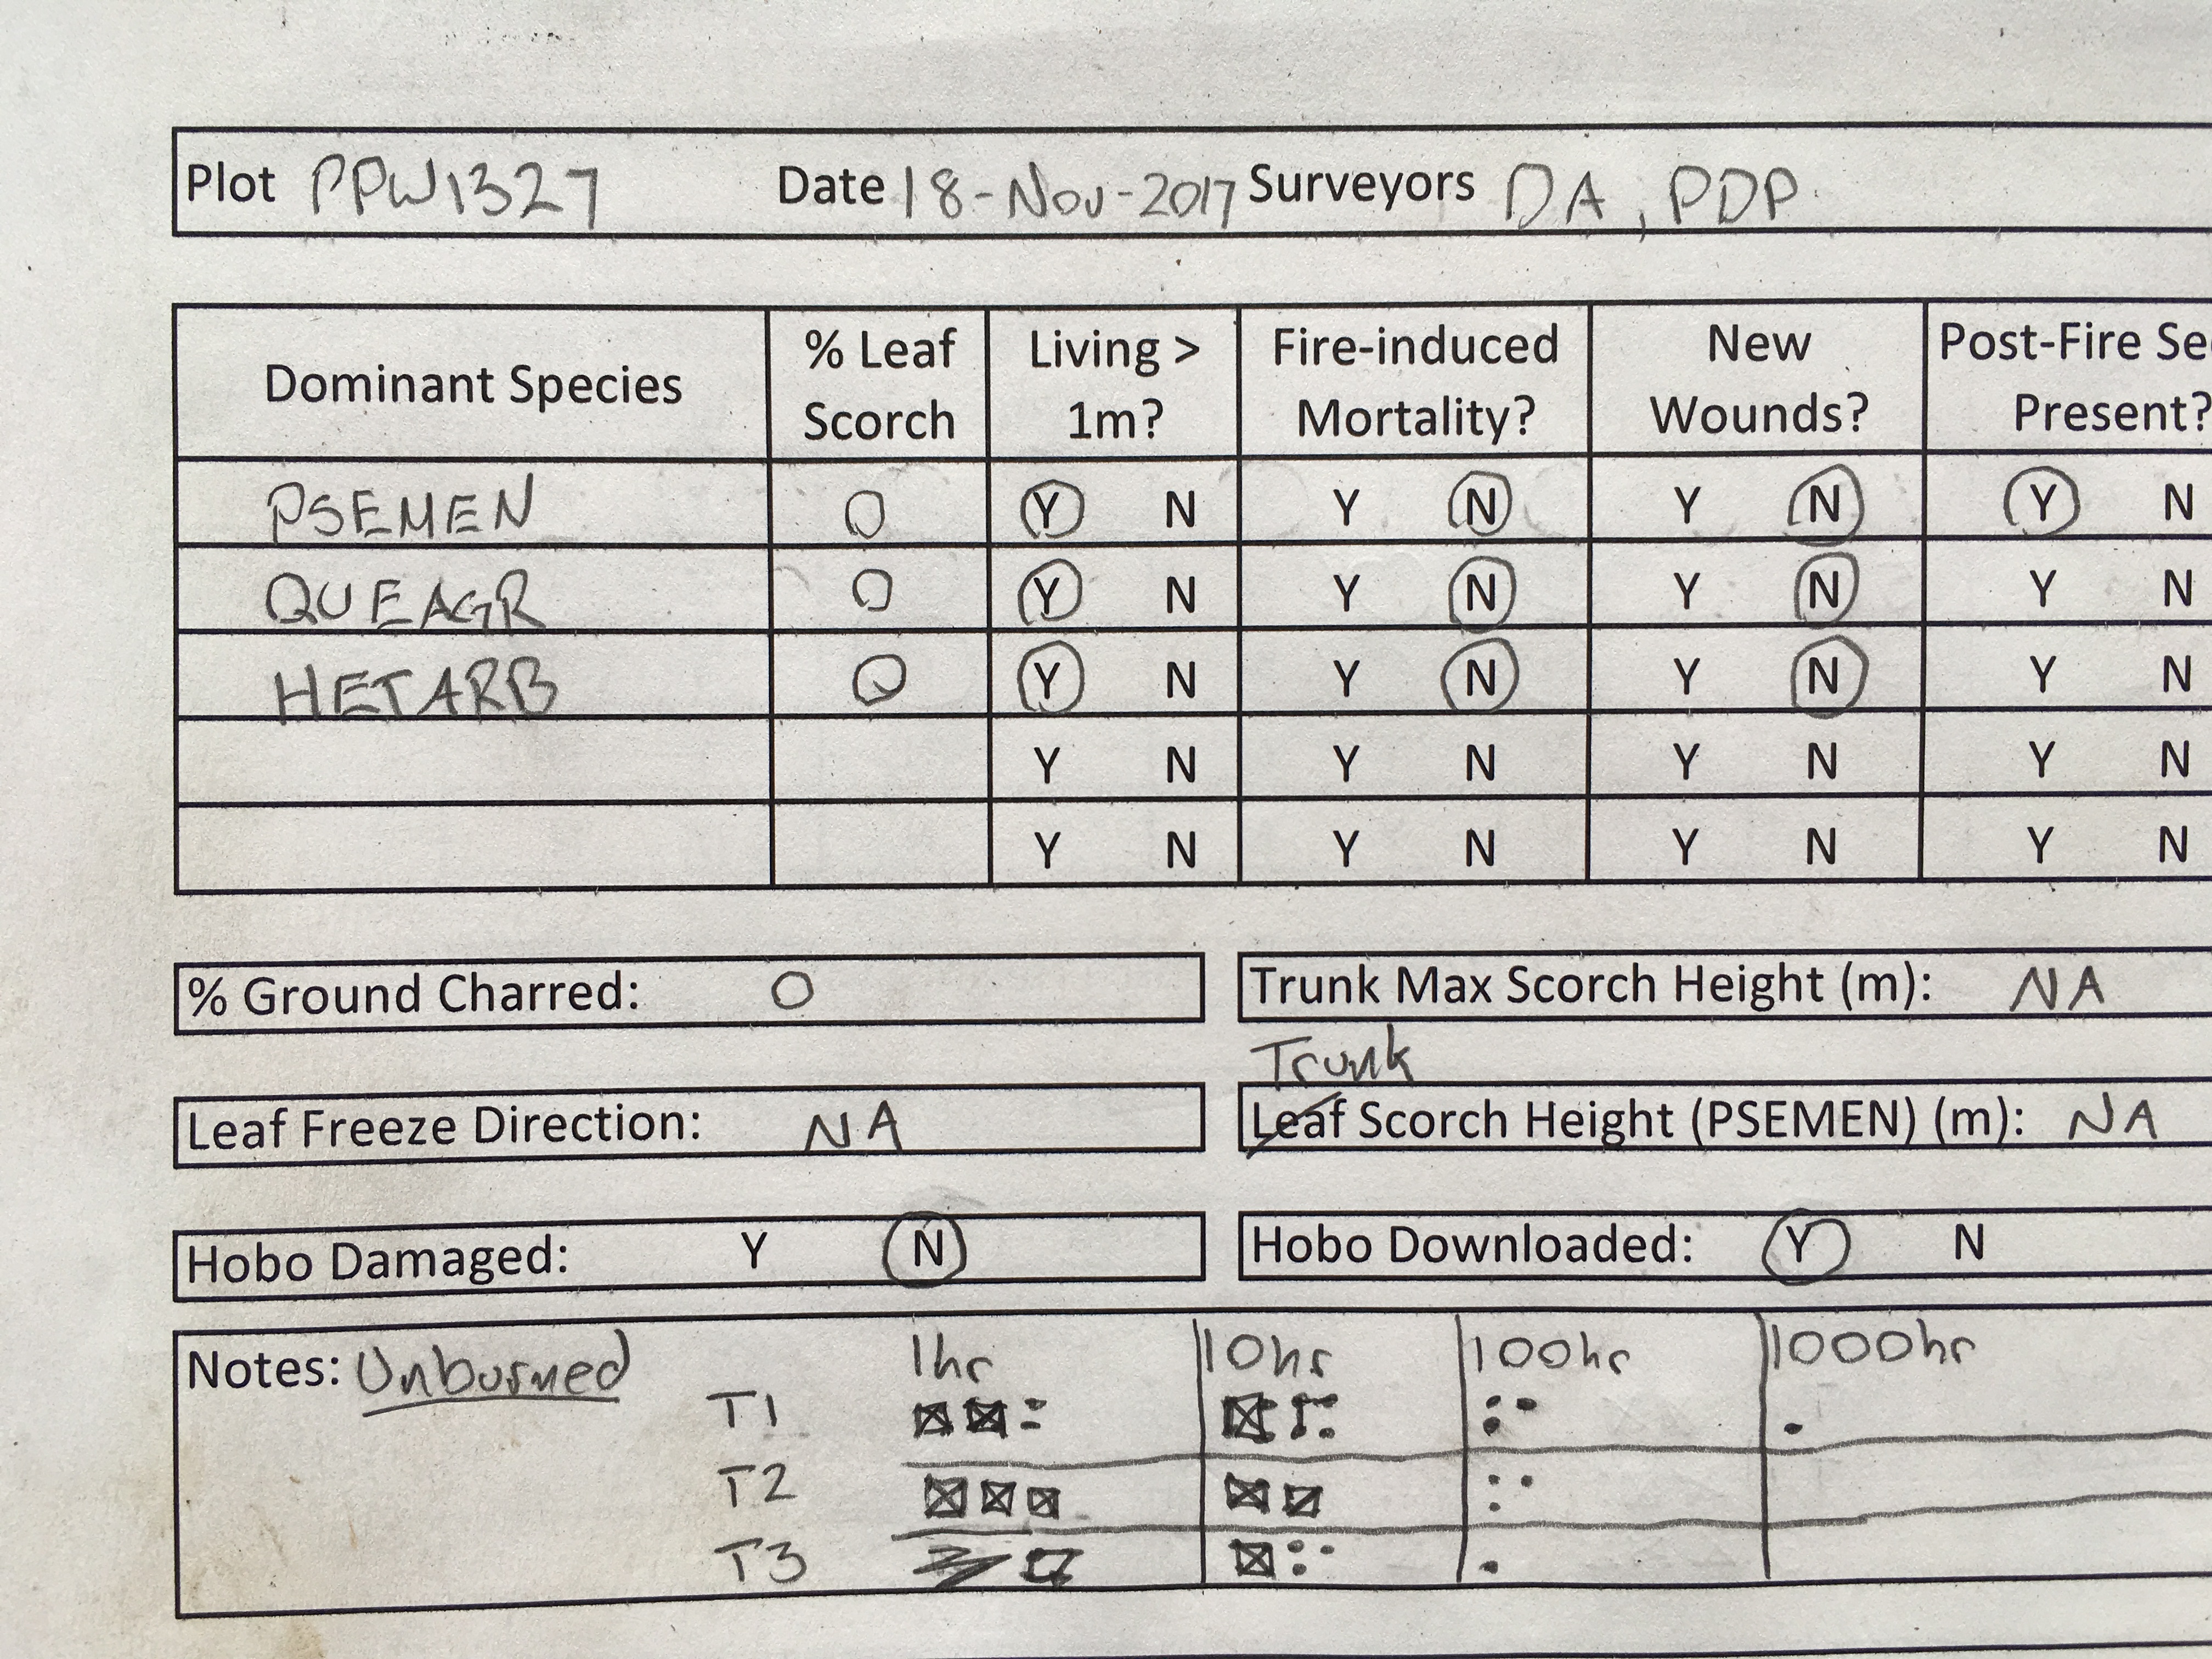 Plot PPW1327 Date 18-Nov-2017 Surveyors DA, PDP
Dominant Species % Leaf Scorch Living > 1m? Fire-induced Mortality? New Wounds? Post-Fire Se Present?
PSEMEN 0 Y N Y N Y N Y N
QUEAGR 0 Y N Y N Y N Y N
HETARB 0 Y N Y N Y N Y N
Y N Y N Y N Y N
Y N Y N Y N Y N
% Ground Charred: 0 Trunk Max Scorch Height (m): NA
Trunk
Leaf Freeze Direction: NA Leaf Scorch Height (PSEMEN) (m): NA
Hobo Damaged: Y N Hobo Downloaded: Y N
Notes: Unburned 1hr 10hr 100hr 1000hr
T1
T2
T3